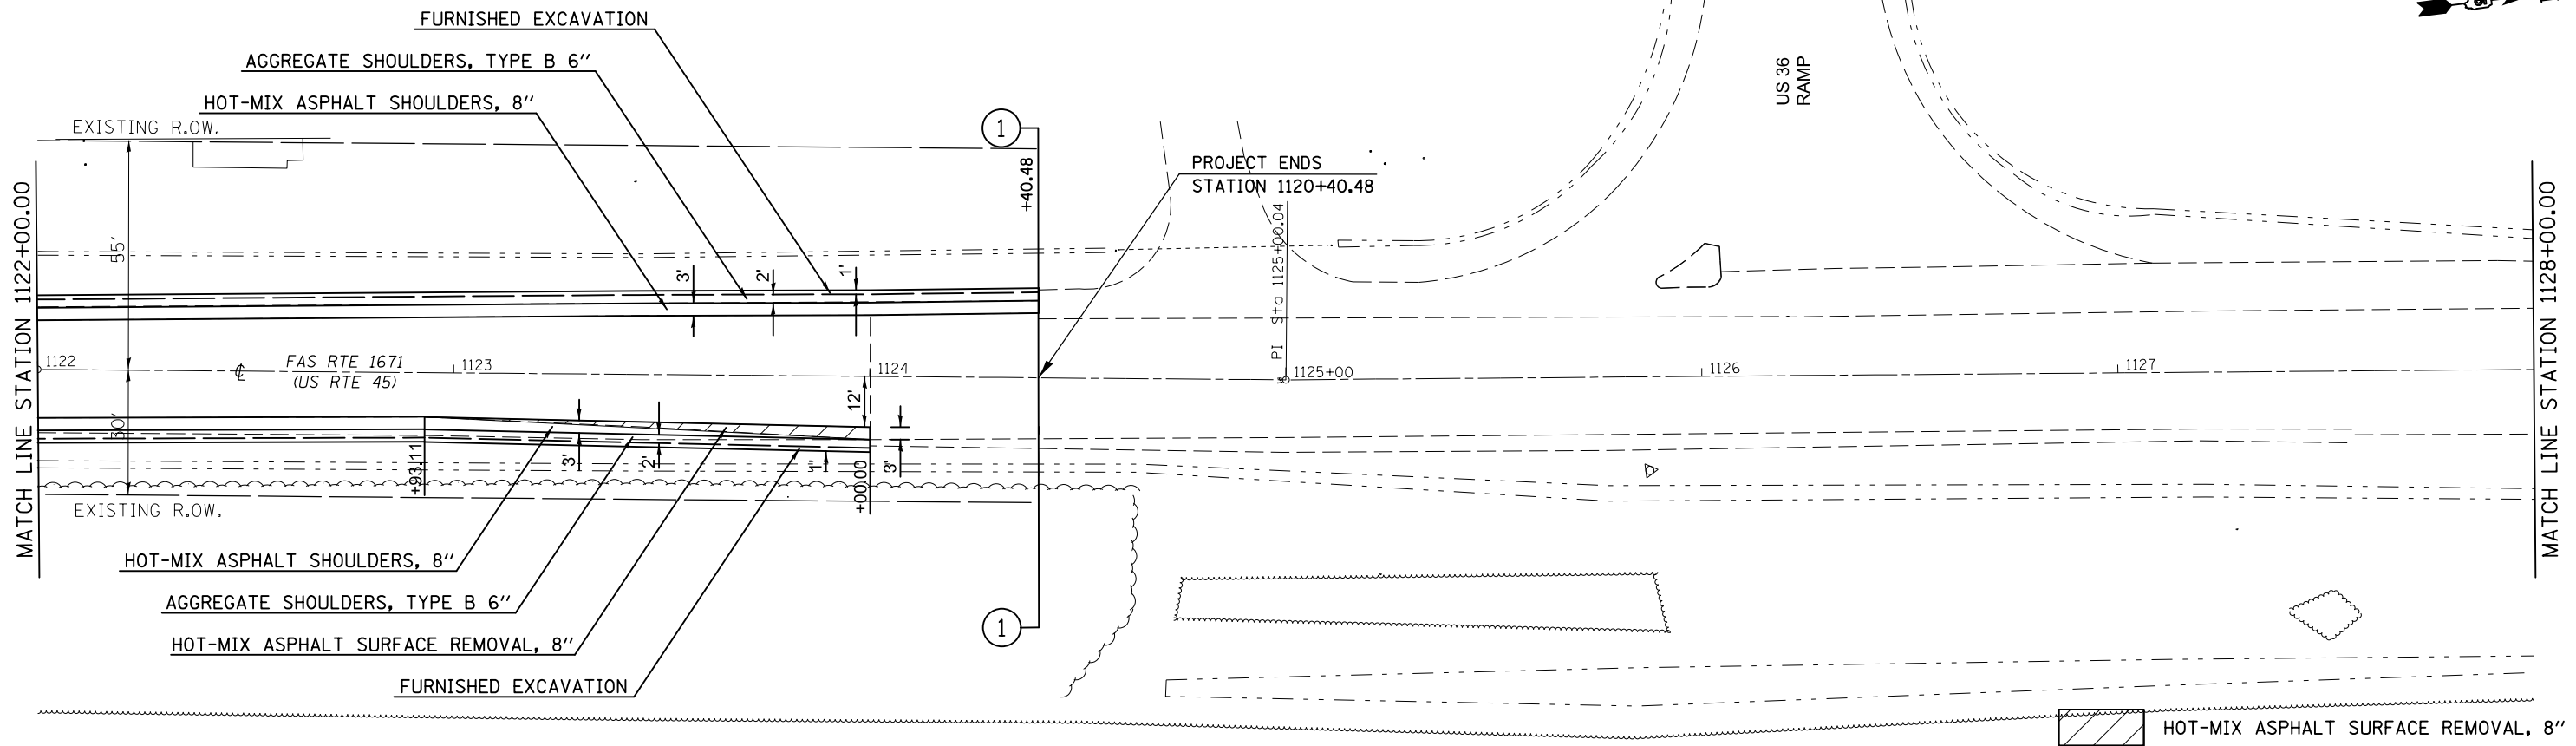 FURNISHED EXCAVATION
AGGREGATE SHOULDERS, TYPE B 6"
HOT-MIX ASPHALT SHOULDERS, 8"
EXISTING R.OW.
US 36
RAMP
1
+40.48
PROJECT ENDS
STATION 1120+40.48
MATCH LINE STATION 1122+00.00
MATCH LINE STATION 1128+00.00
55'
3'
2'
1'
PI Sta 1125+00.04
1122
℄
FAS RTE 1671
(US RTE 45)
1123
1124
1125+00
1126
1127
12'
30'
+93.11
3'
2'
1'
+00.00
3'
EXISTING R.OW.
HOT-MIX ASPHALT SHOULDERS, 8"
AGGREGATE SHOULDERS, TYPE B 6"
1
HOT-MIX ASPHALT SURFACE REMOVAL, 8"
FURNISHED EXCAVATION
HOT-MIX ASPHALT SURFACE REMOVAL, 8"